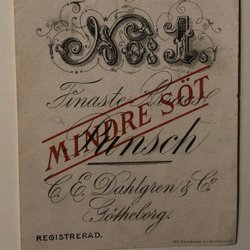 No: 1.
Finaste
MINDRE SÖT
Punsch
C. E. Dahlgren & Co
Götheborg.
REGISTRERAD.